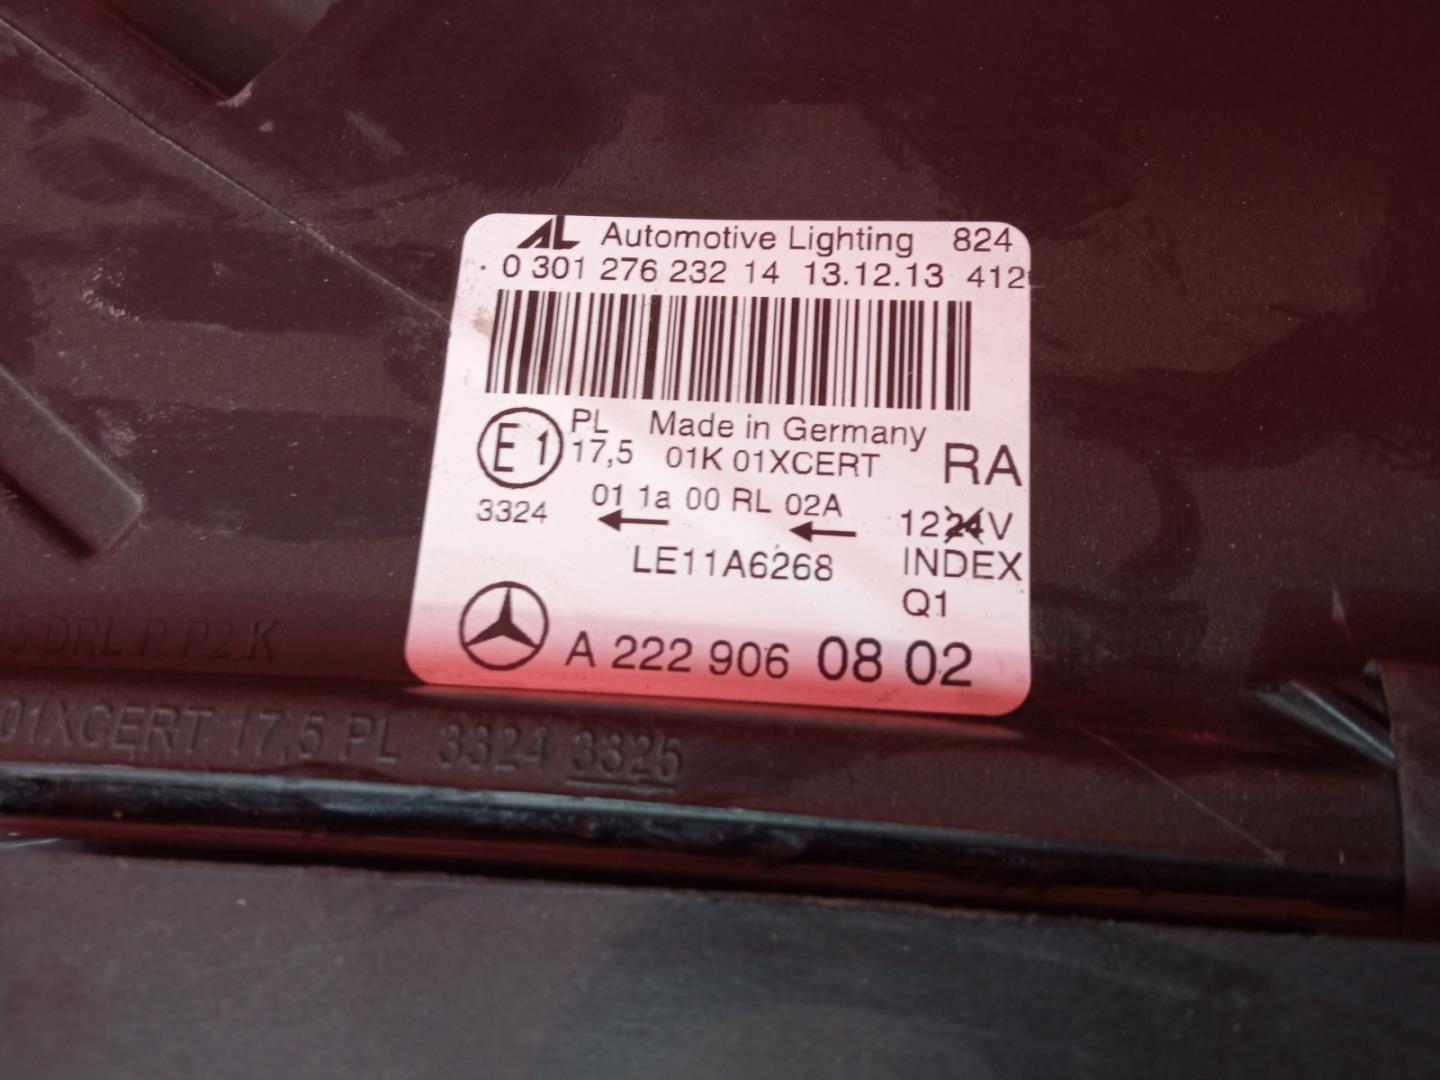 AL Automotive Lighting 824
0 301 276 232 14 13.12.13 412
E1 PL Made in Germany RA
17,5 01K 01XCERT
3324 01 1a 00 RL 02A 12 24V
LE11A6268 INDEX
Q1
A 222 906 08 02
DRL P P2 K
01XCERT 17,5 PL 3324 3325